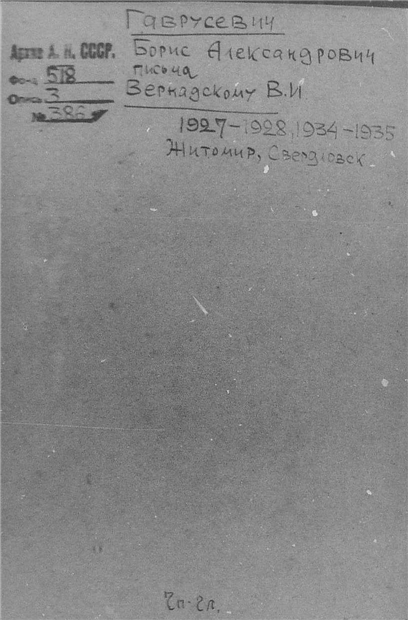 Гаврусевич
Архив А. Н. СССР.
Борис Александрович
Фонд 518
письма
Опись 3
Вернадскому В.И
№ 386
1927-1928, 1934-1935
Житомир, Свердловск